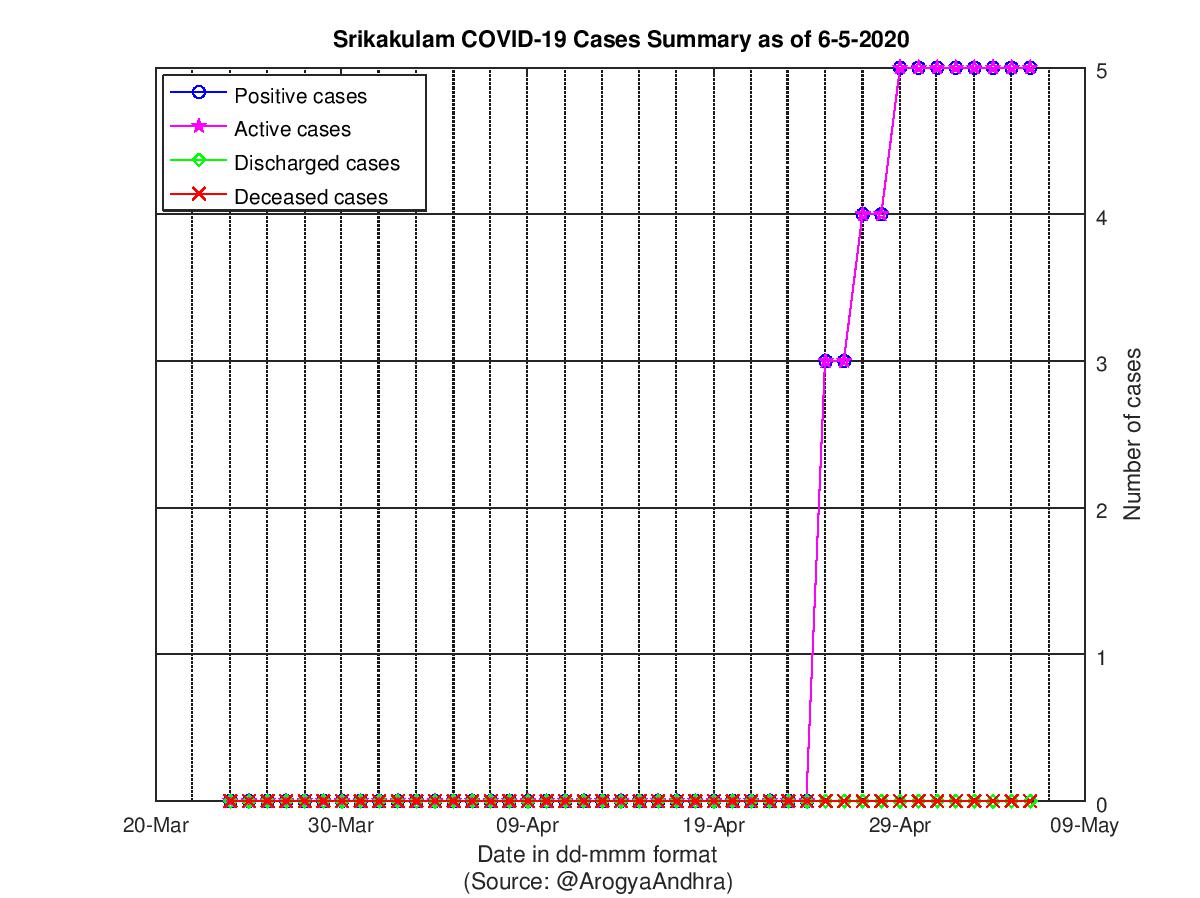 Srikakulam COVID-19 Cases Summary as of 6-5-2020
Positive cases
Active cases
Discharged cases
Deceased cases
5
4
3
2
1
0
Number of cases
20-Mar 30-Mar 09-Apr 19-Apr 29-Apr 09-May
Date in dd-mmm format
(Source: @ArogyaAndhra)